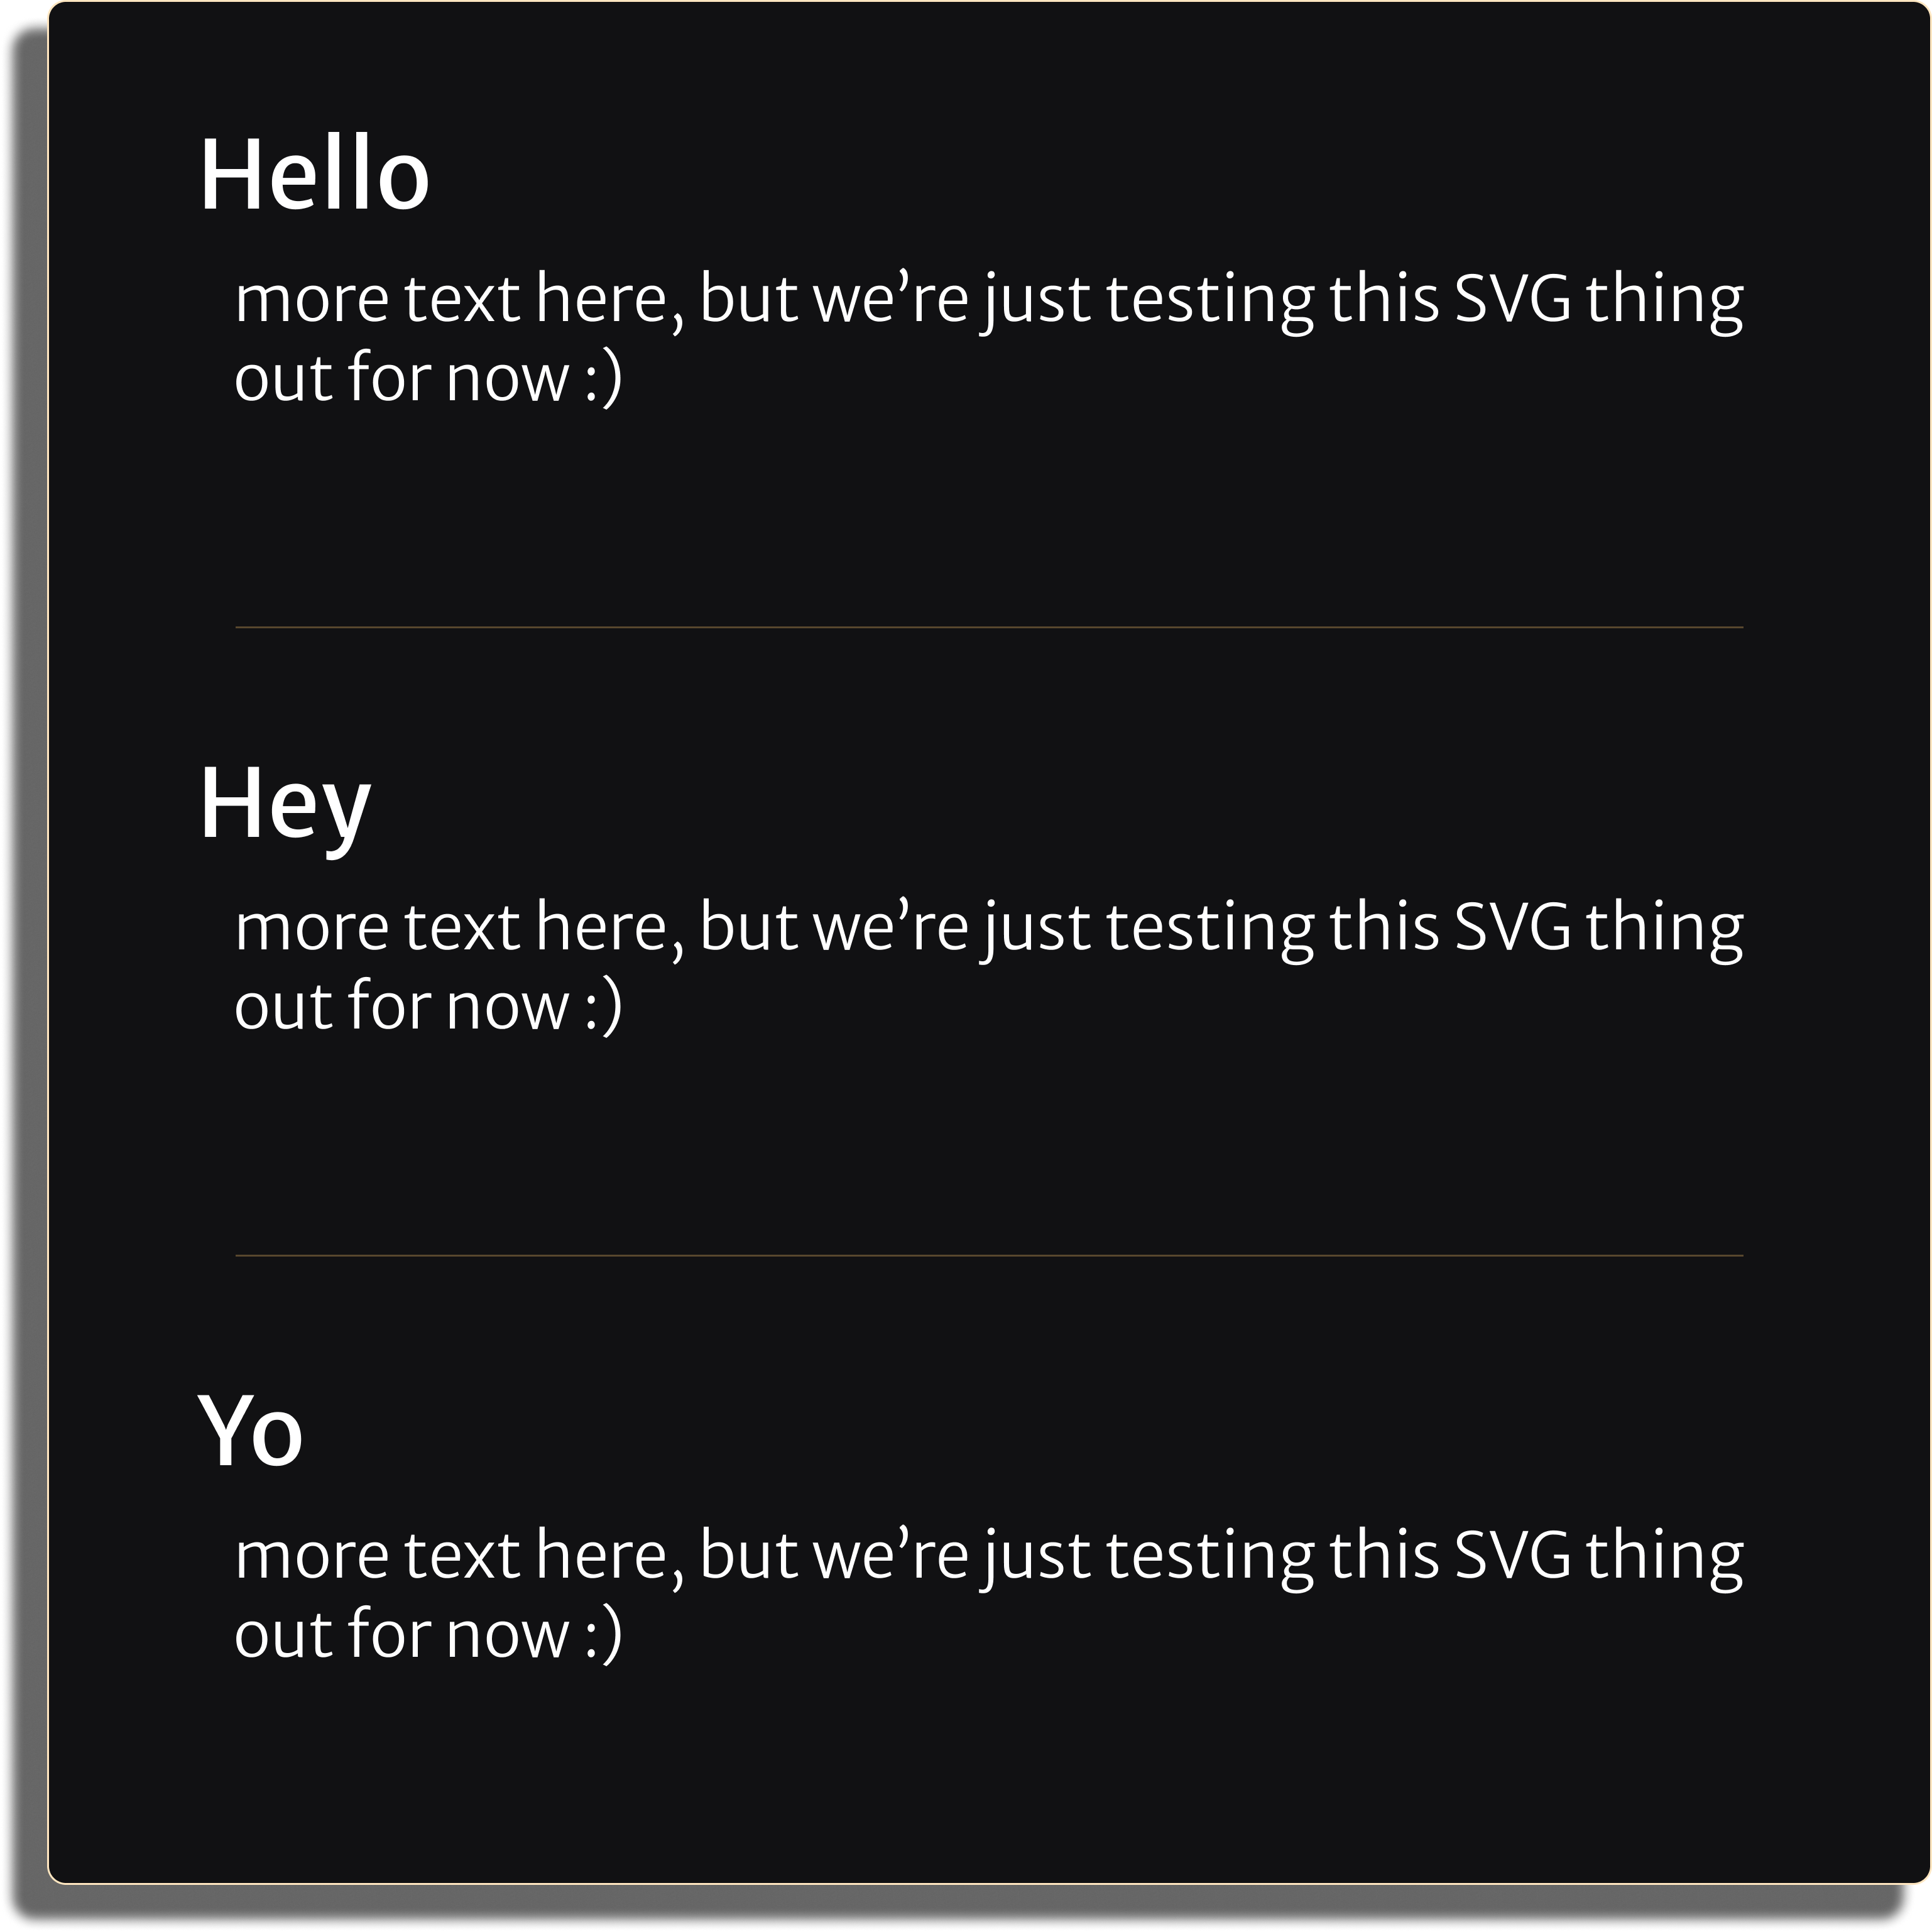 Hello
more text here, but we’re just testing this SVG thing
out for now :)
Hey
more text here, but we’re just testing this SVG thing
out for now :)
Yo
more text here, but we’re just testing this SVG thing
out for now :)